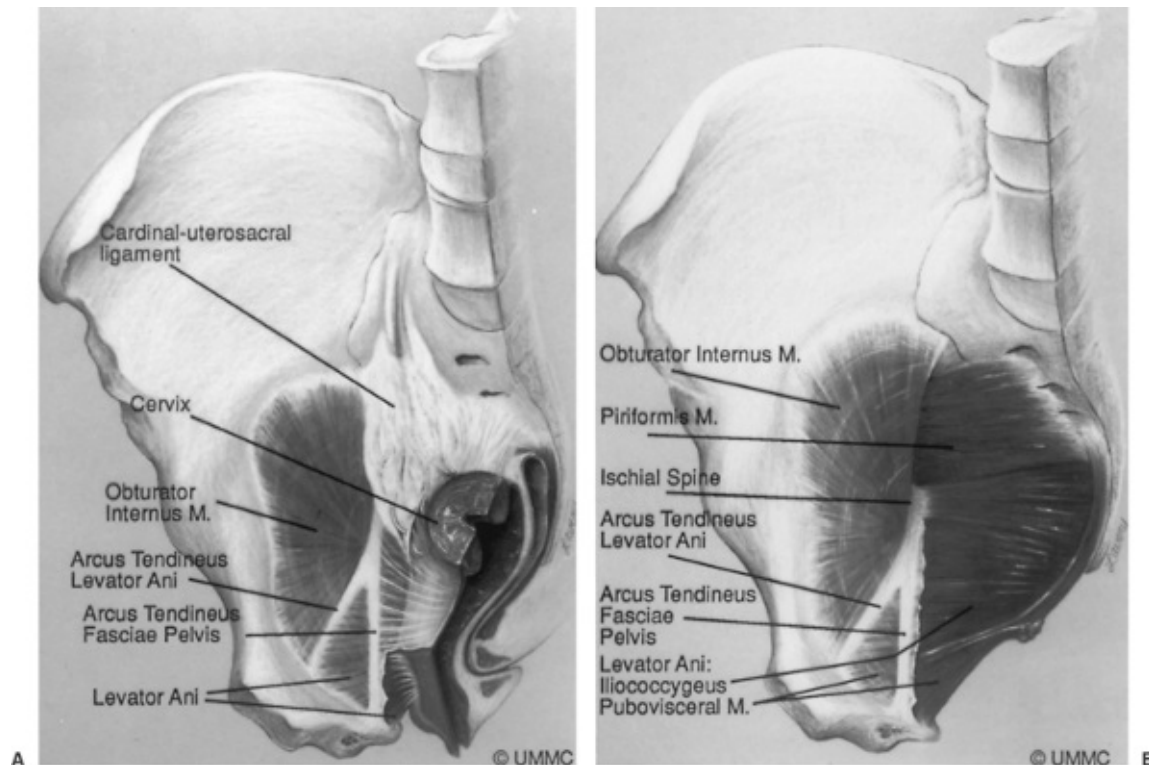 Cardinal-uterosacral
ligament
Cervix
Obturator
Internus M.
Arcus Tendineus
Levator Ani
Arcus Tendineus
Fasciae Pelvis
Levator Ani
© UMMC
A
Obturator Internus M.
Piriformis M.
Ischial Spine
Arcus Tendineus
Levator Ani
Arcus Tendineus
Fasciae
Pelvis
Levator Ani:
Iliococcygeus
Pubovisceral M.
© UMMC